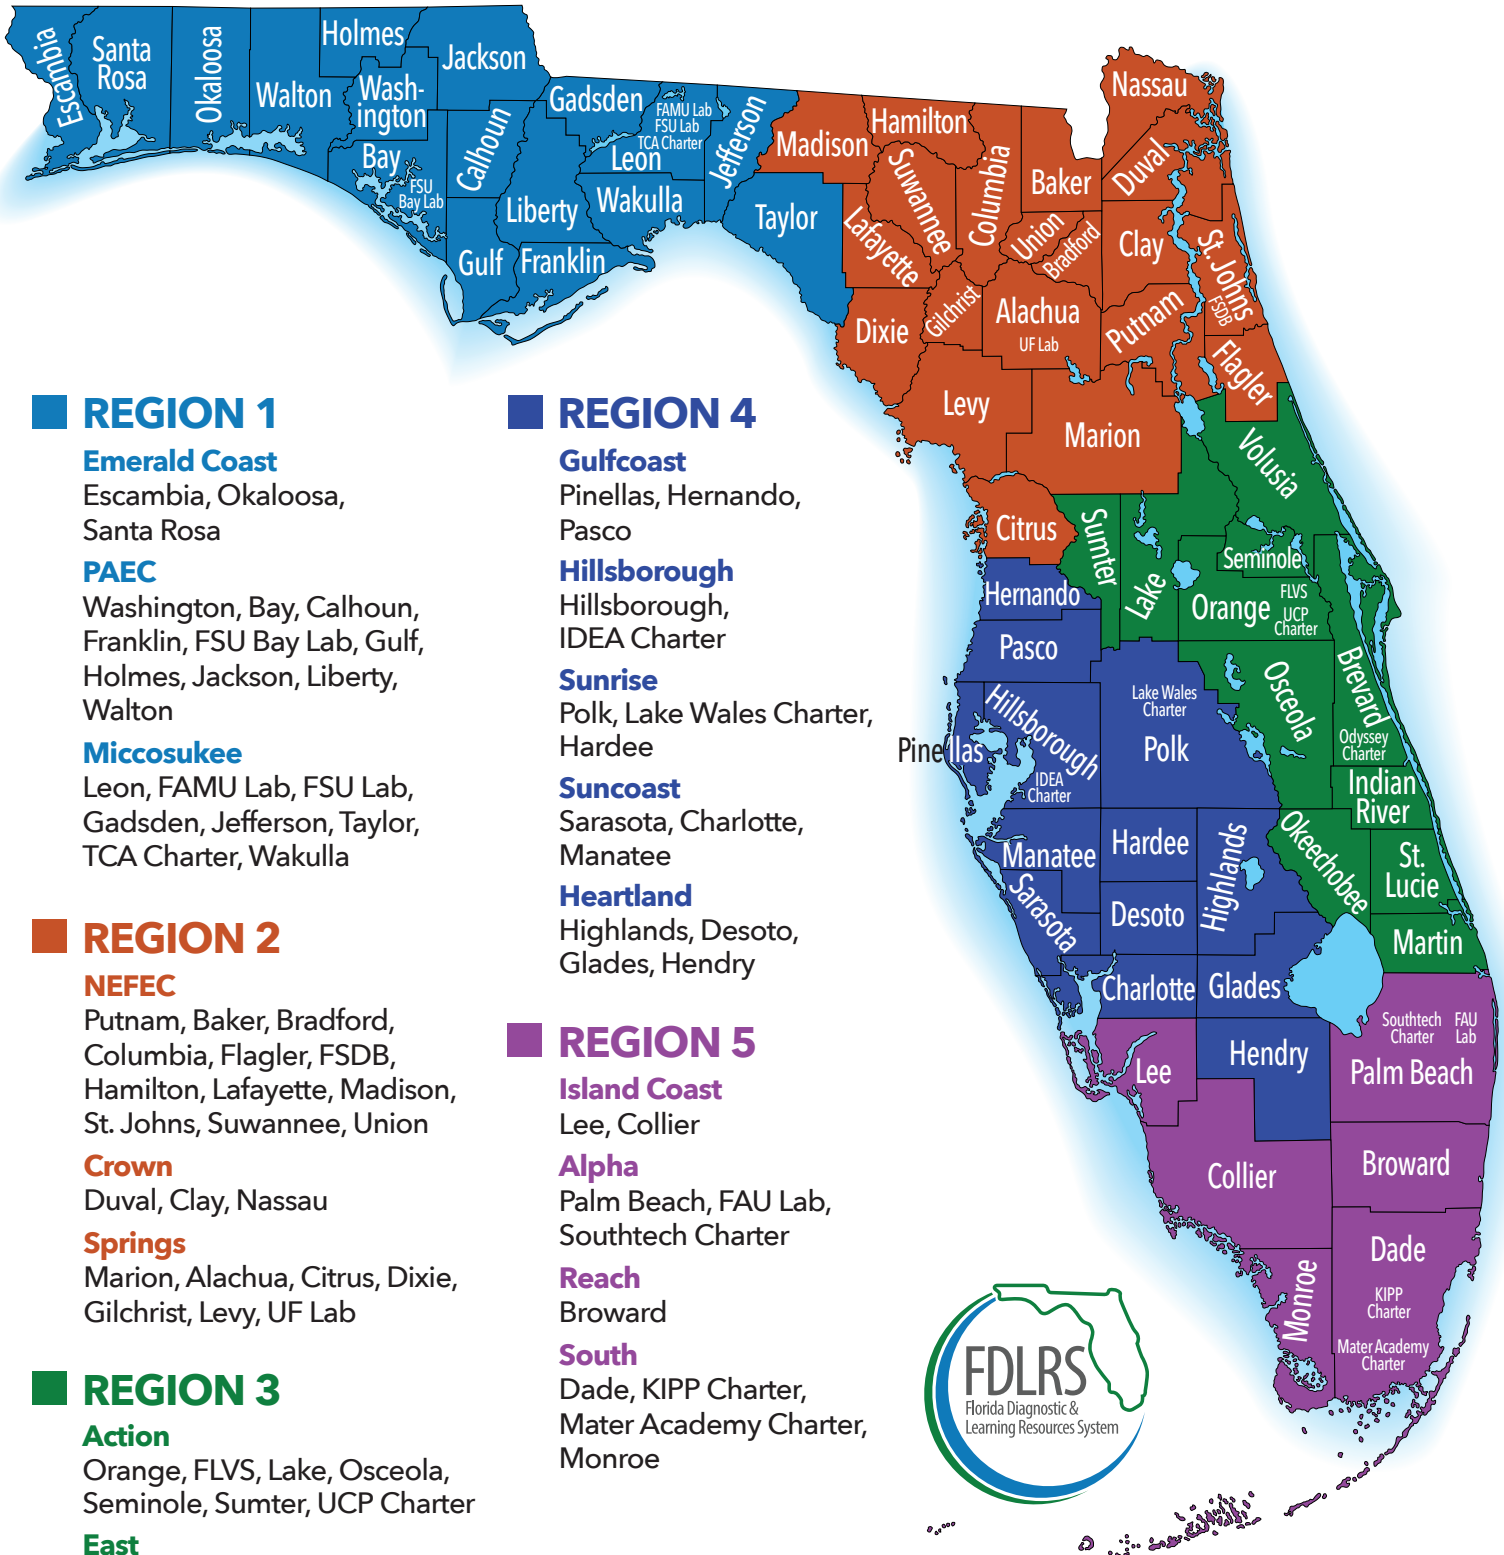 Escambia
Santa
Rosa
Okaloosa
Walton
Holmes
Wash-
ington
Jackson
Bay
FSU
Bay Lab
Calhoun
Gulf
Liberty
Franklin
Gadsden
FAMU Lab
FSU Lab
TCA Charter
Leon
Wakulla
Jefferson
Taylor
Madison
Hamilton
Suwannee
Lafayette
Columbia
Baker
Nassau
Duval
Union
Bradford
Clay
St. Johns
FSDB
Dixie
Gilchrist
Alachua
UF Lab
Putnam
Flagler
Levy
Marion
Citrus
Volusia
Sumter
Lake
Seminole
Orange
FLVS
UCP
Charter
Hernando
Pasco
Osceola
Brevard
Odyssey
Charter
Pinellas
Hillsborough
IDEA
Charter
Lake Wales
Charter
Polk
Indian
River
Manatee
Hardee
Highlands
Okeechobee
St.
Lucie
Sarasota
Desoto
Martin
Charlotte
Glades
Lee
Hendry
Southtech
Charter
FAU
Lab
Palm Beach
Collier
Broward
Monroe
Dade
KIPP
Charter
Mater Academy
Charter
REGION 1
Emerald Coast
Escambia, Okaloosa,
Santa Rosa
PAEC
Washington, Bay, Calhoun,
Franklin, FSU Bay Lab, Gulf,
Holmes, Jackson, Liberty,
Walton
Miccosukee
Leon, FAMU Lab, FSU Lab,
Gadsden, Jefferson, Taylor,
TCA Charter, Wakulla
REGION 2
NEFEC
Putnam, Baker, Bradford,
Columbia, Flagler, FSDB,
Hamilton, Lafayette, Madison,
St. Johns, Suwannee, Union
Crown
Duval, Clay, Nassau
Springs
Marion, Alachua, Citrus, Dixie,
Gilchrist, Levy, UF Lab
REGION 3
Action
Orange, FLVS, Lake, Osceola,
Seminole, Sumter, UCP Charter
East
REGION 4
Gulfcoast
Pinellas, Hernando,
Pasco
Hillsborough
Hillsborough,
IDEA Charter
Sunrise
Polk, Lake Wales Charter,
Hardee
Suncoast
Sarasota, Charlotte,
Manatee
Heartland
Highlands, Desoto,
Glades, Hendry
REGION 5
Island Coast
Lee, Collier
Alpha
Palm Beach, FAU Lab,
Southtech Charter
Reach
Broward
South
Dade, KIPP Charter,
Mater Academy Charter,
Monroe
FDLRS
Florida Diagnostic &
Learning Resources System